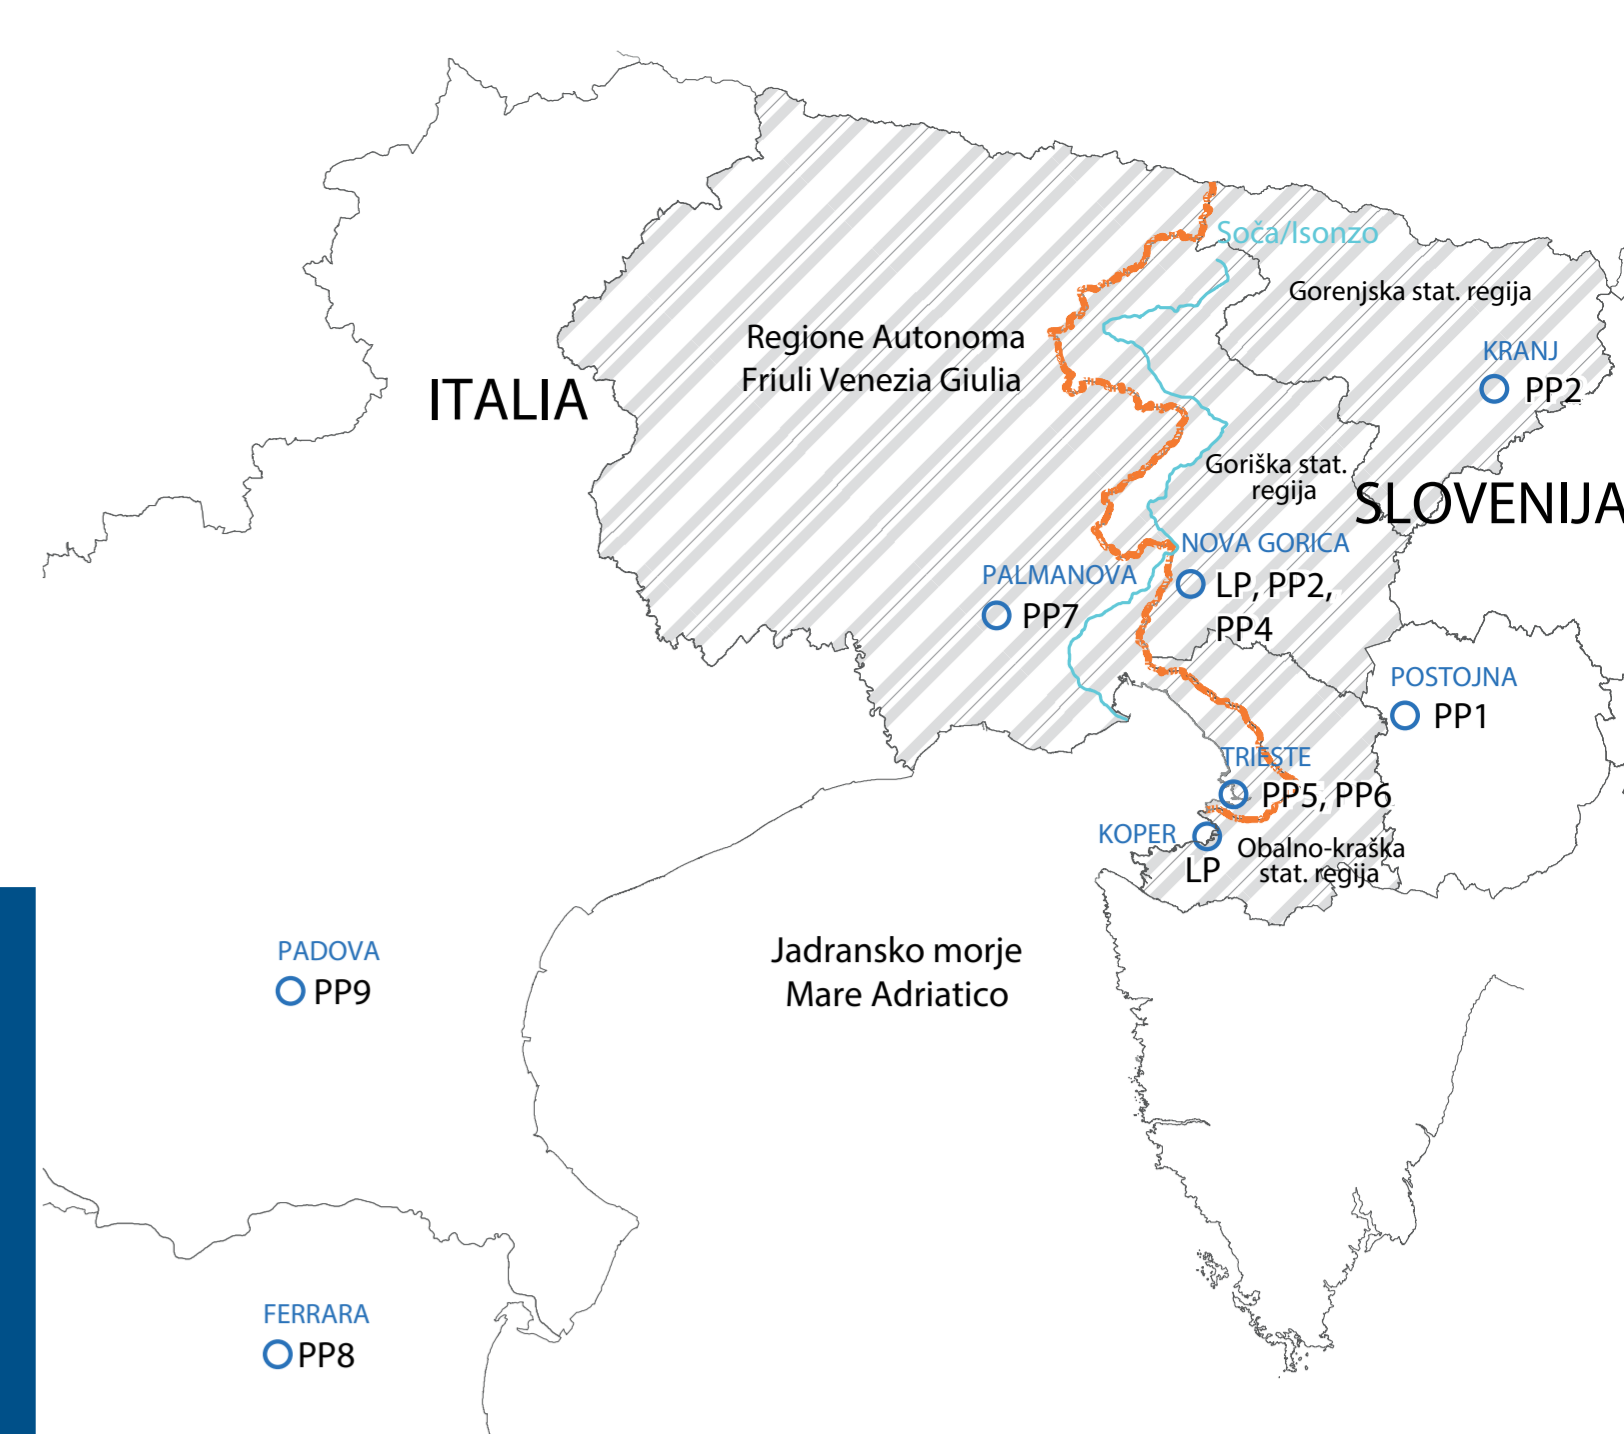 Soča/Isonzo
Gorenjska stat. regija
Regione Autonoma
Friuli Venezia Giulia
KRANJ
PP2
ITALIA
Goriška stat.
regija
SLOVENIJA
NOVA GORICA
LP, PP2,
PP4
PALMANOVA
PP7
POSTOJNA
PP1
TRIESTE
PP5, PP6
KOPER
LP
Obalno-kraška
stat. regija
PADOVA
PP9
Jadransko morje
Mare Adriatico
FERRARA
PP8